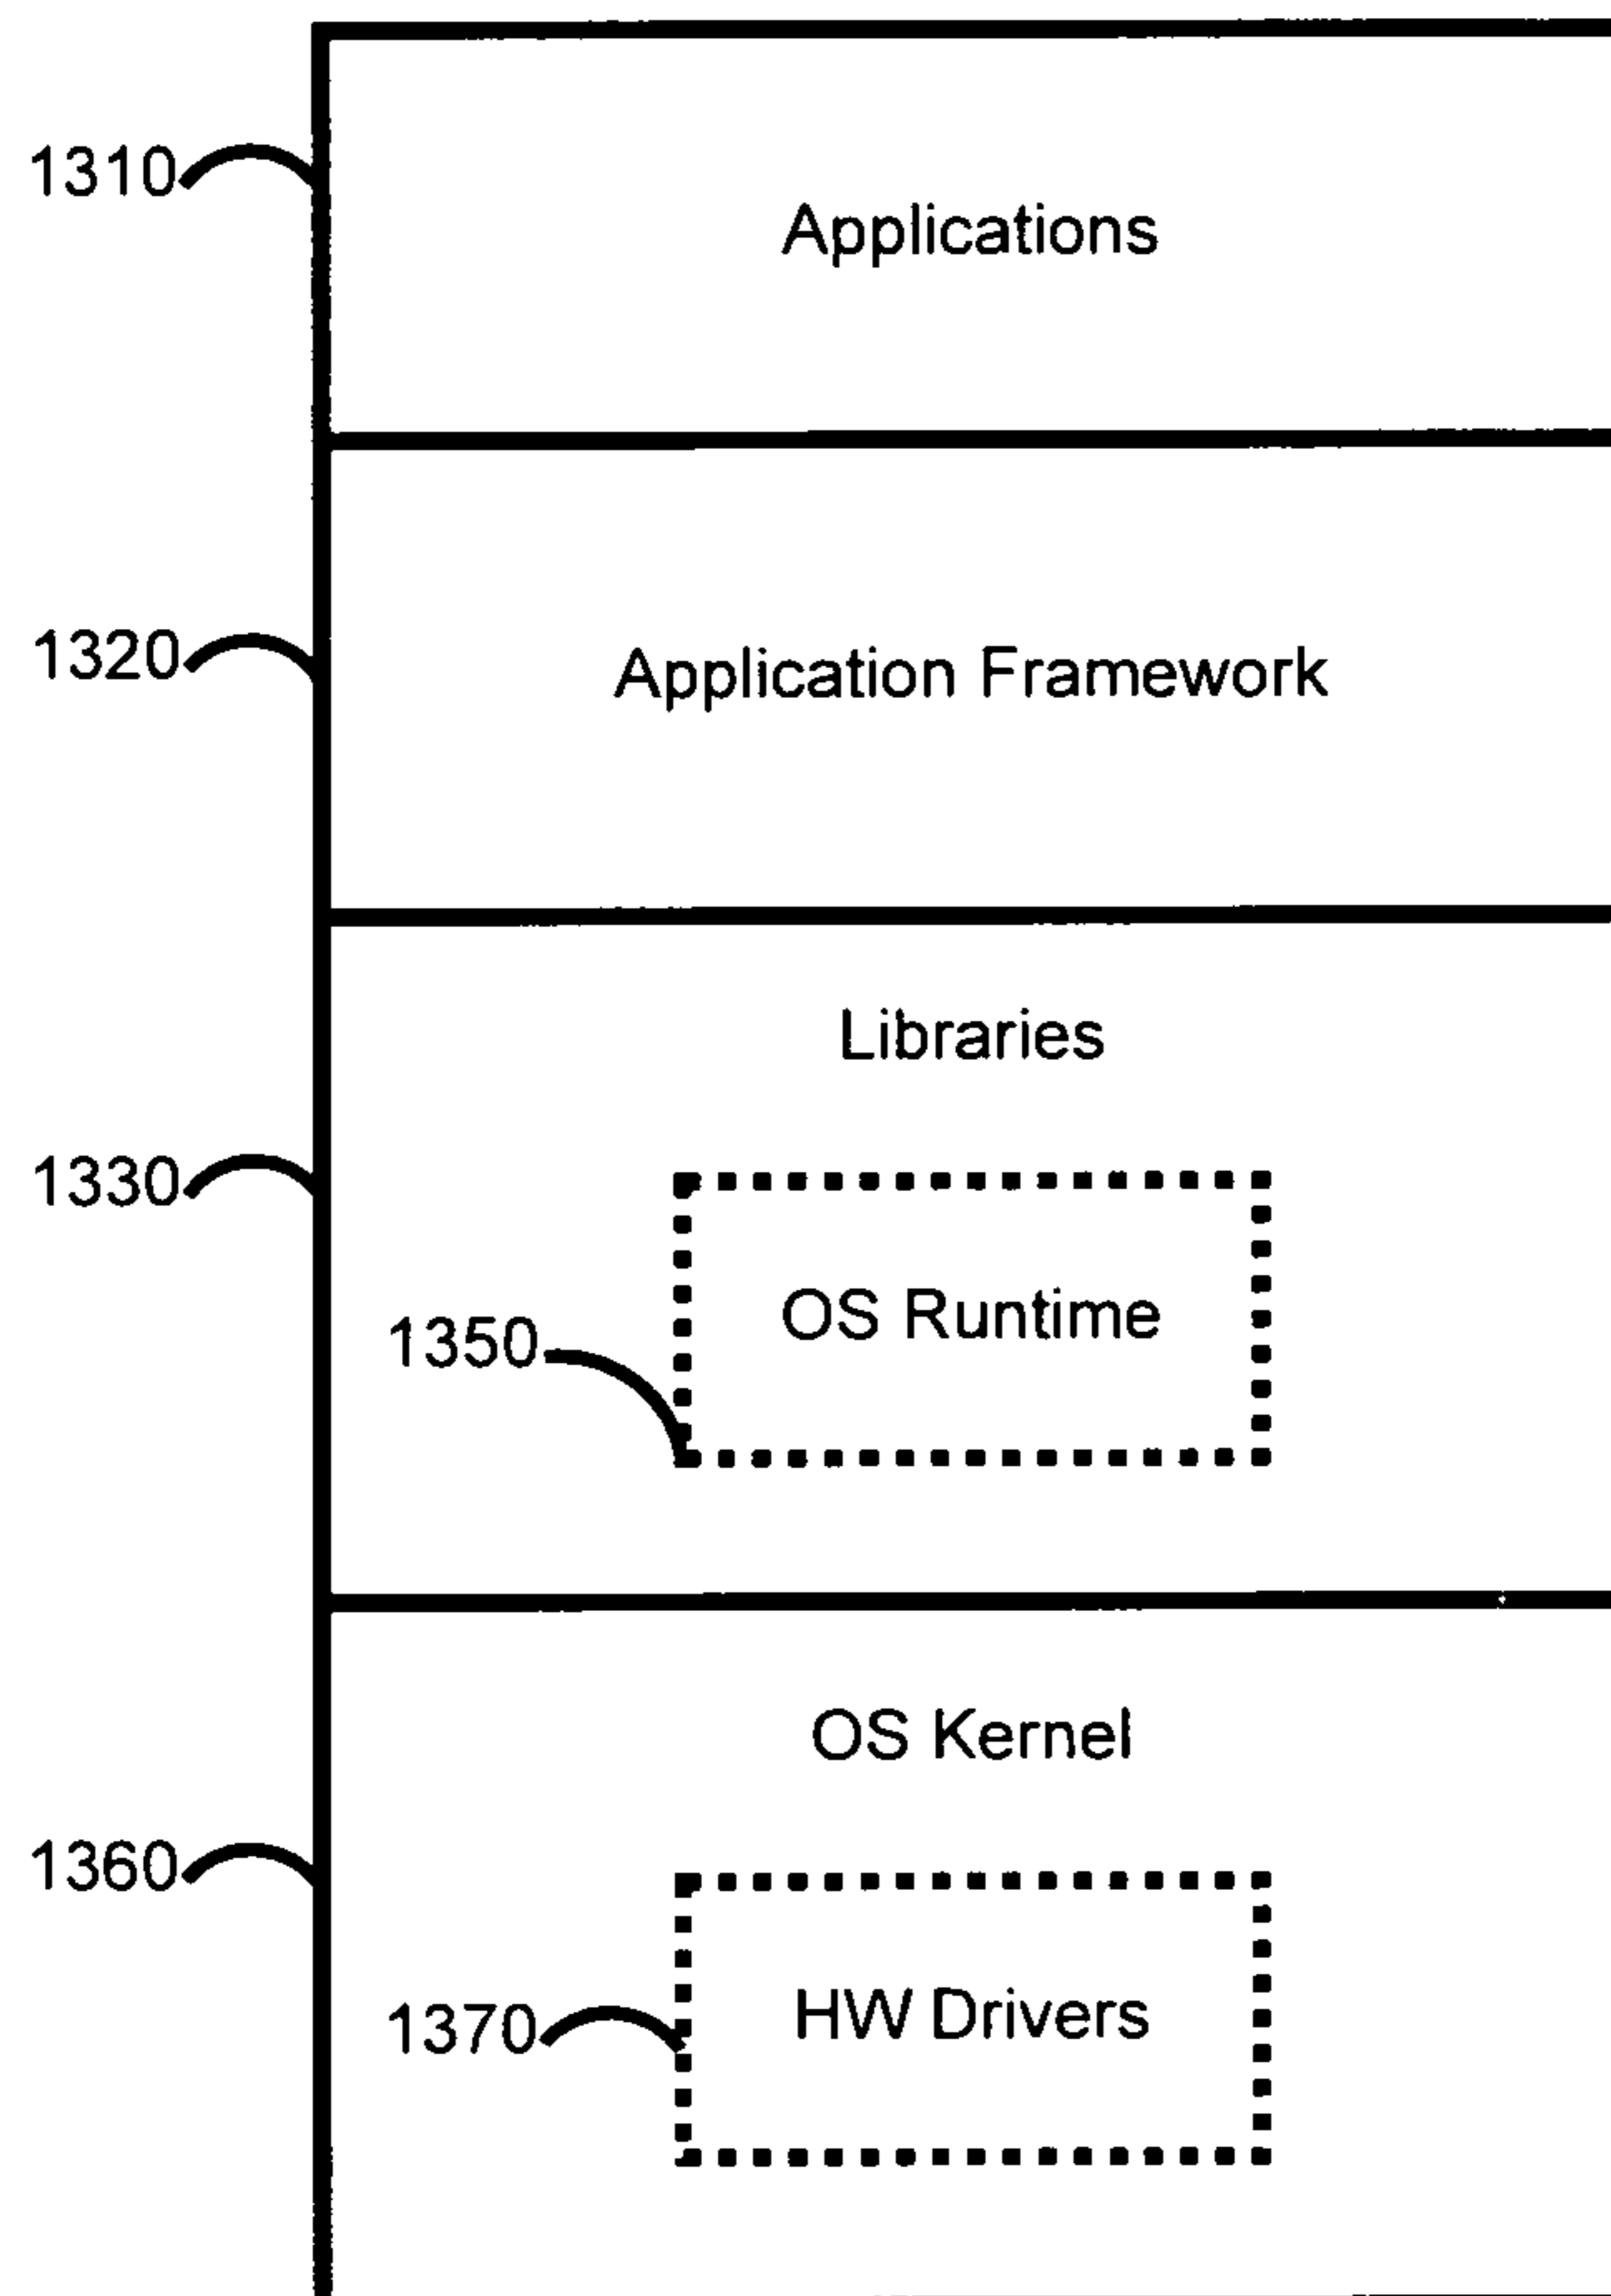 1310
Applications
1320
Application Framework
Libraries
1330
OS Runtime
1350
OS Kernel
1360
HW Drivers
1370